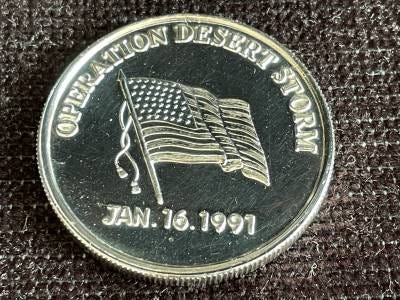 OPERATION DESERT STORM
JAN. 16. 1991